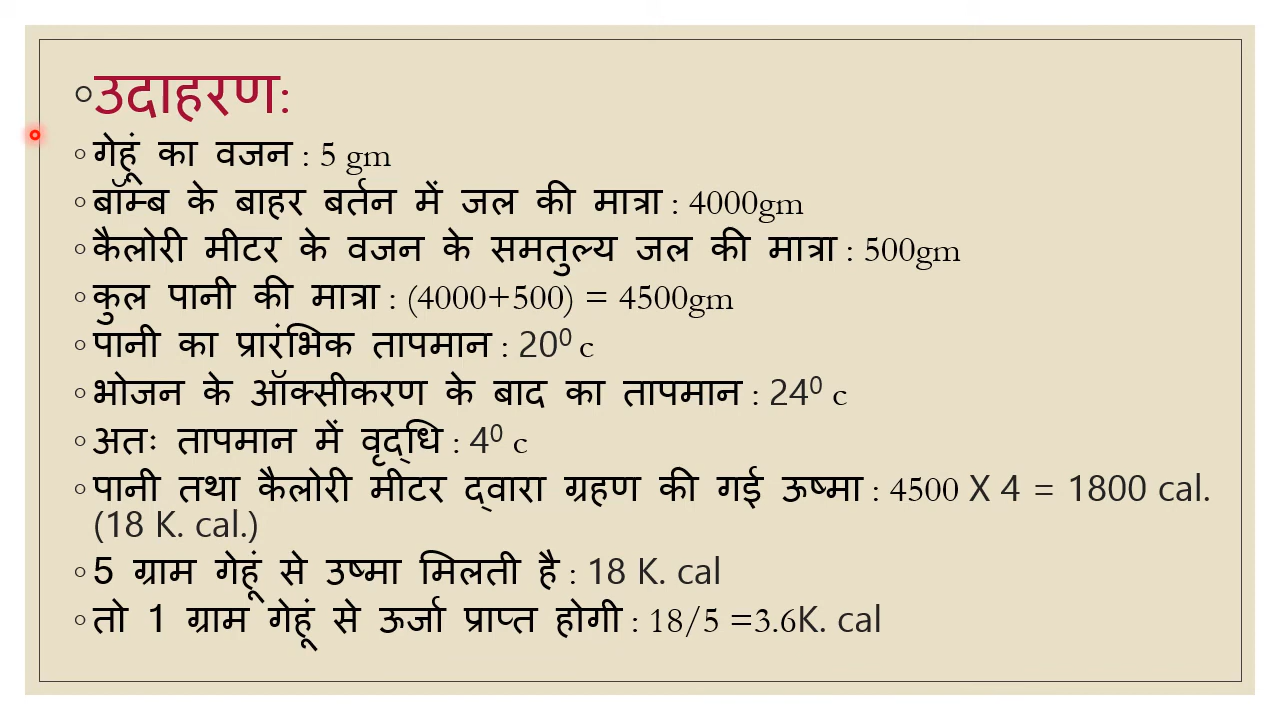 ◦उदाहरण:
◦गेहूं का वजन : 5 gm
◦बॉम्ब के बाहर बर्तन में जल की मात्रा : 4000gm
◦कैलोरी मीटर के वजन के समतुल्य जल की मात्रा : 500gm
◦कुल पानी की मात्रा : (4000+500) = 4500gm
◦पानी का प्रारंभिक तापमान : 20⁰ c
◦भोजन के ऑक्सीकरण के बाद का तापमान : 24⁰ c
◦अतः तापमान में वृद्धि : 4⁰ c
◦पानी तथा कैलोरी मीटर द्वारा ग्रहण की गई ऊष्मा : 4500 X 4 = 1800 cal.
(18 K. cal.)
◦5 ग्राम गेहूं से उष्मा मिलती है : 18 K. cal
◦तो 1 ग्राम गेहूं से ऊर्जा प्राप्त होगी : 18/5 =3.6K. cal